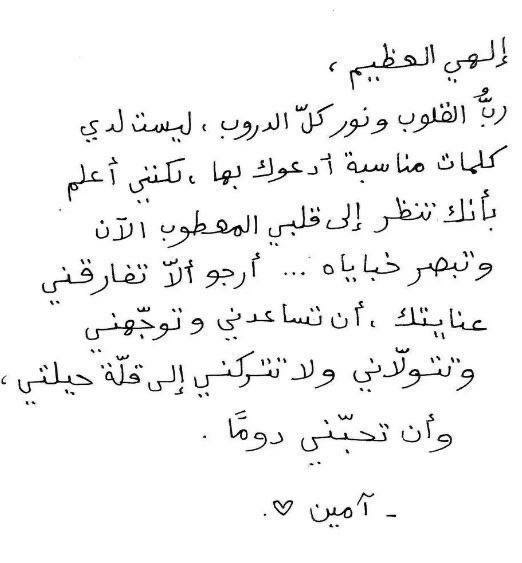 إلهي العظيم ،
ربُّ القلوب ونور كلّ الدروب ، ليست لدي
كلمات مناسبة أدعوك بها ، لكنني أعلم
بأنك تنظر إلى قلبي المعطوب الآن
وتبصر خباياه ... أرجو ألاّ تفارقني
عنايتك ، أن تساعدني وتوجّهني
وتتولّاني ولا تتركني إلى قلّة حيلتي ،
وأن تحبّني دومًا .
- آمين ♡.